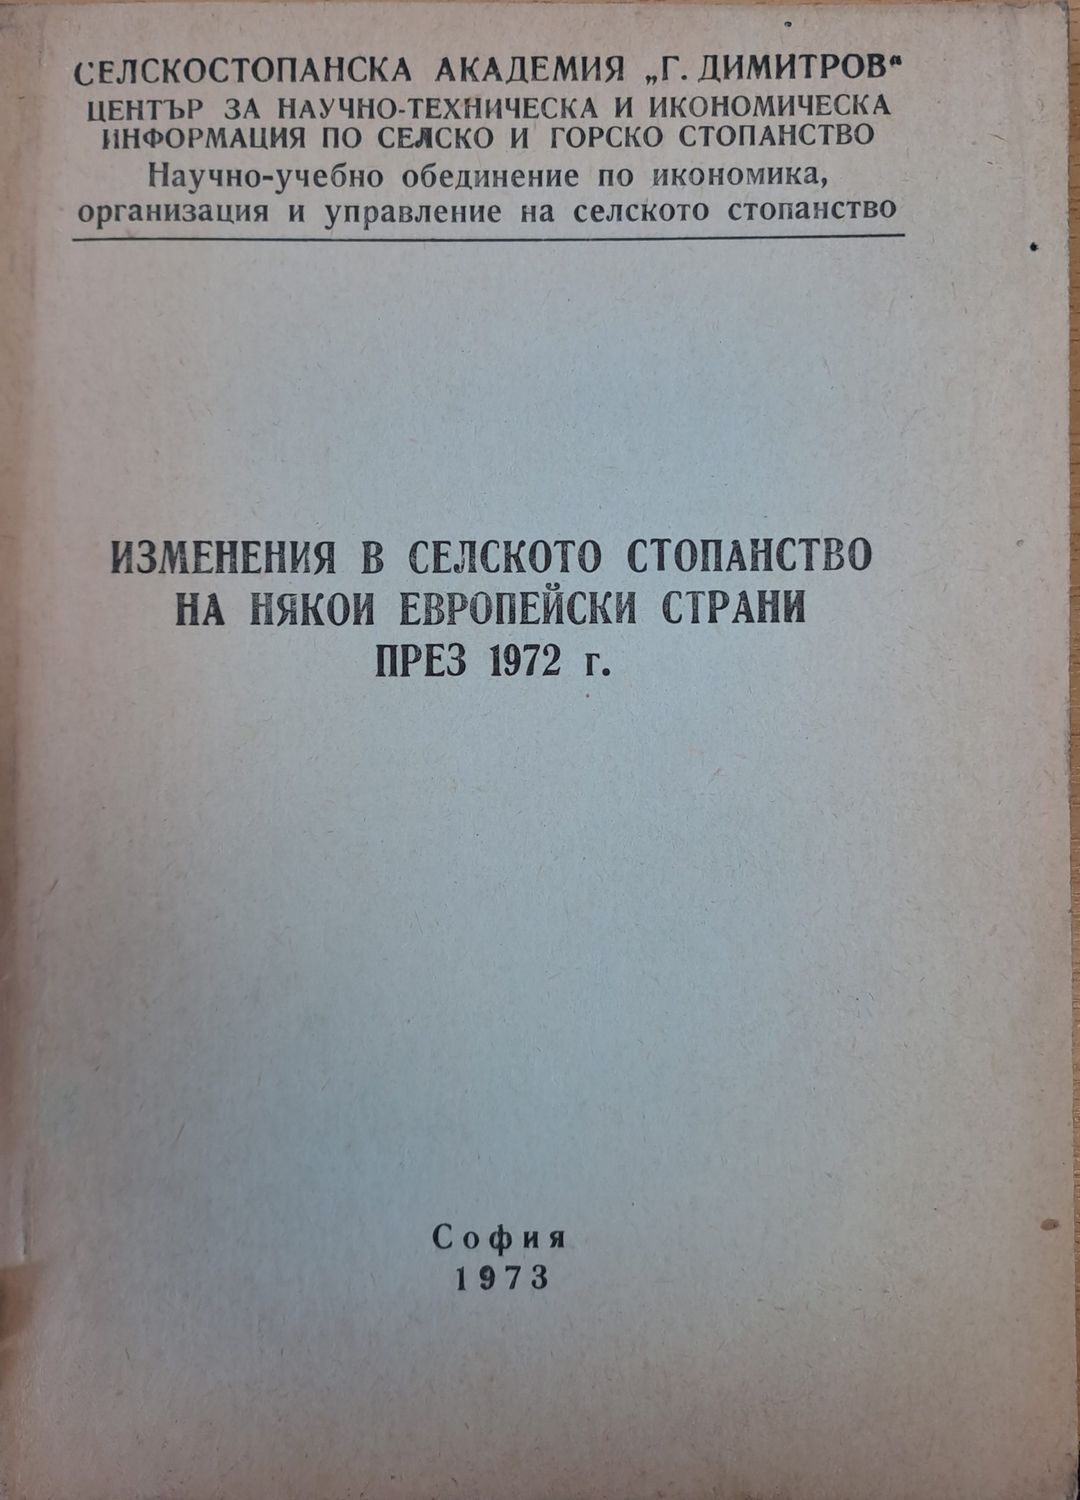 СЕЛСКОСТОПАНСКА АКАДЕМИЯ „Г. ДИМИТРОВ“
ЦЕНТЪР ЗА НАУЧНО-ТЕХНИЧЕСКА И ИКОНОМИЧЕСКА
ИНФОРМАЦИЯ ПО СЕЛСКО И ГОРСКО СТОПАНСТВО
Научно-учебно обединение по икономика,
организация и управление на селското стопанство
ИЗМЕНЕНИЯ В СЕЛСКОТО СТОПАНСТВО
НА НЯКОИ ЕВРОПЕЙСКИ СТРАНИ
ПРЕЗ 1972 г.
София
1973